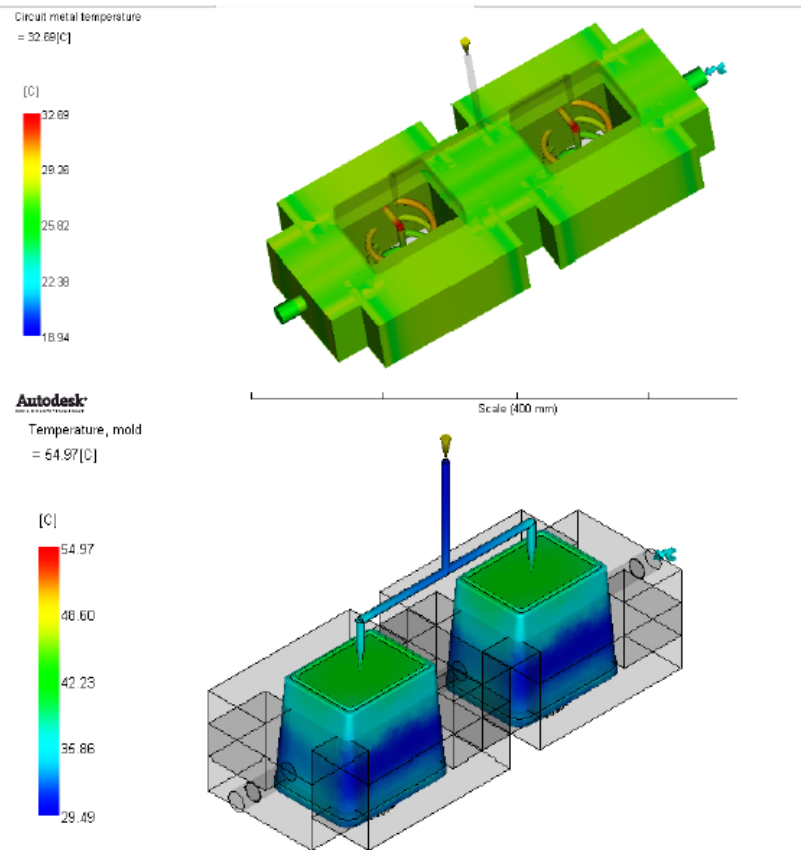 Circuit metal temperature
= 32.69[C]
[C]
32.69
29.26
25.82
22.38
18.94
Autodesk
Scale (400 mm)
Temperature, mold
= 54.97[C]
[C]
54.97
48.60
42.23
35.86
29.49